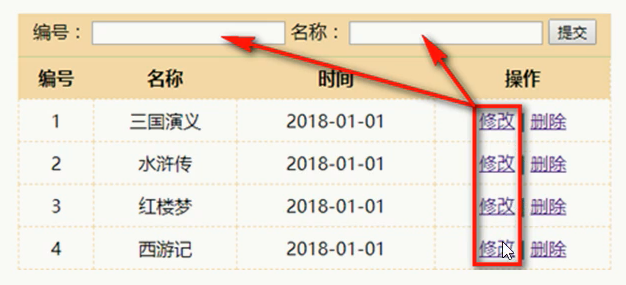 编号： 名称： 提交
编号 名称 时间 操作
1 三国演义 2018-01-01 修改 | 删除
2 水浒传 2018-01-01 修改 | 删除
3 红楼梦 2018-01-01 修改 | 删除
4 西游记 2018-01-01 修改 | 删除